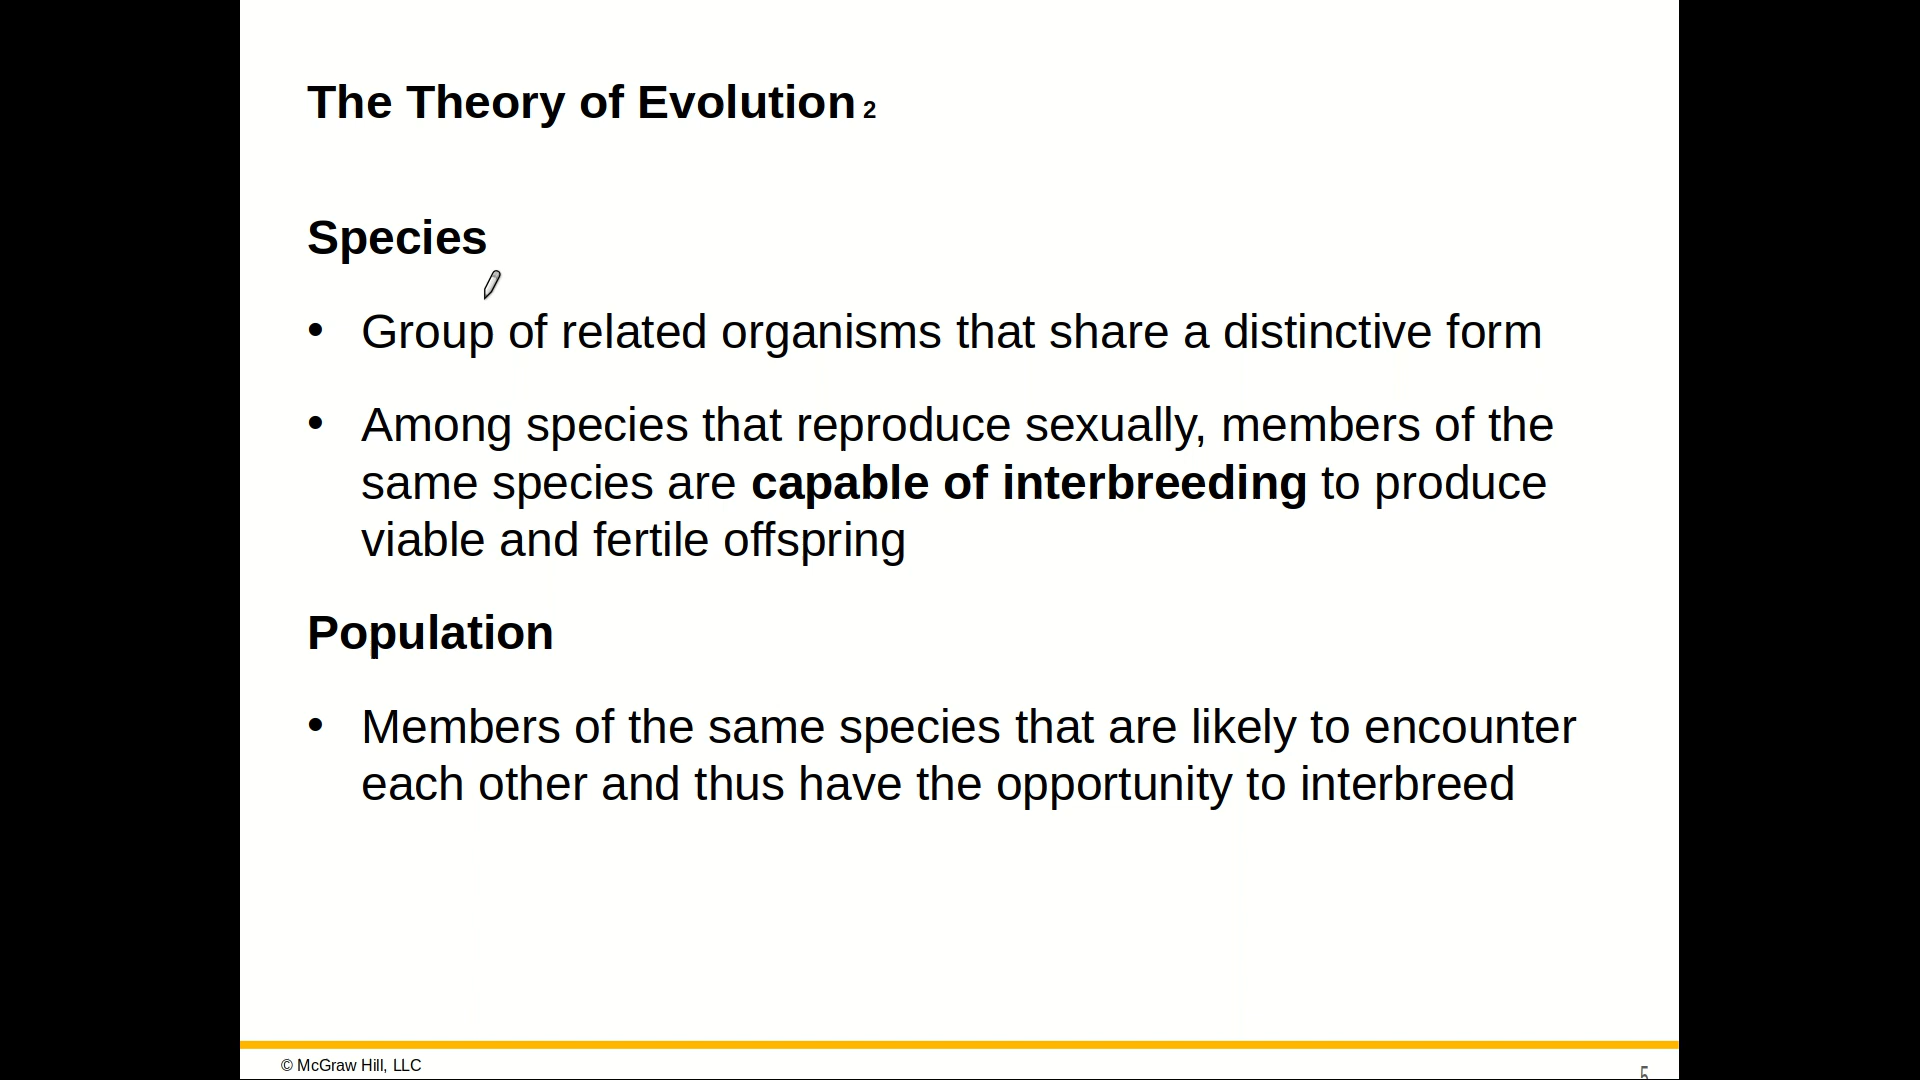 The Theory of Evolution 2
Species
• Group of related organisms that share a distinctive form
• Among species that reproduce sexually, members of the
same species are capable of interbreeding to produce
viable and fertile offspring
Population
• Members of the same species that are likely to encounter
each other and thus have the opportunity to interbreed
© McGraw Hill, LLC
5